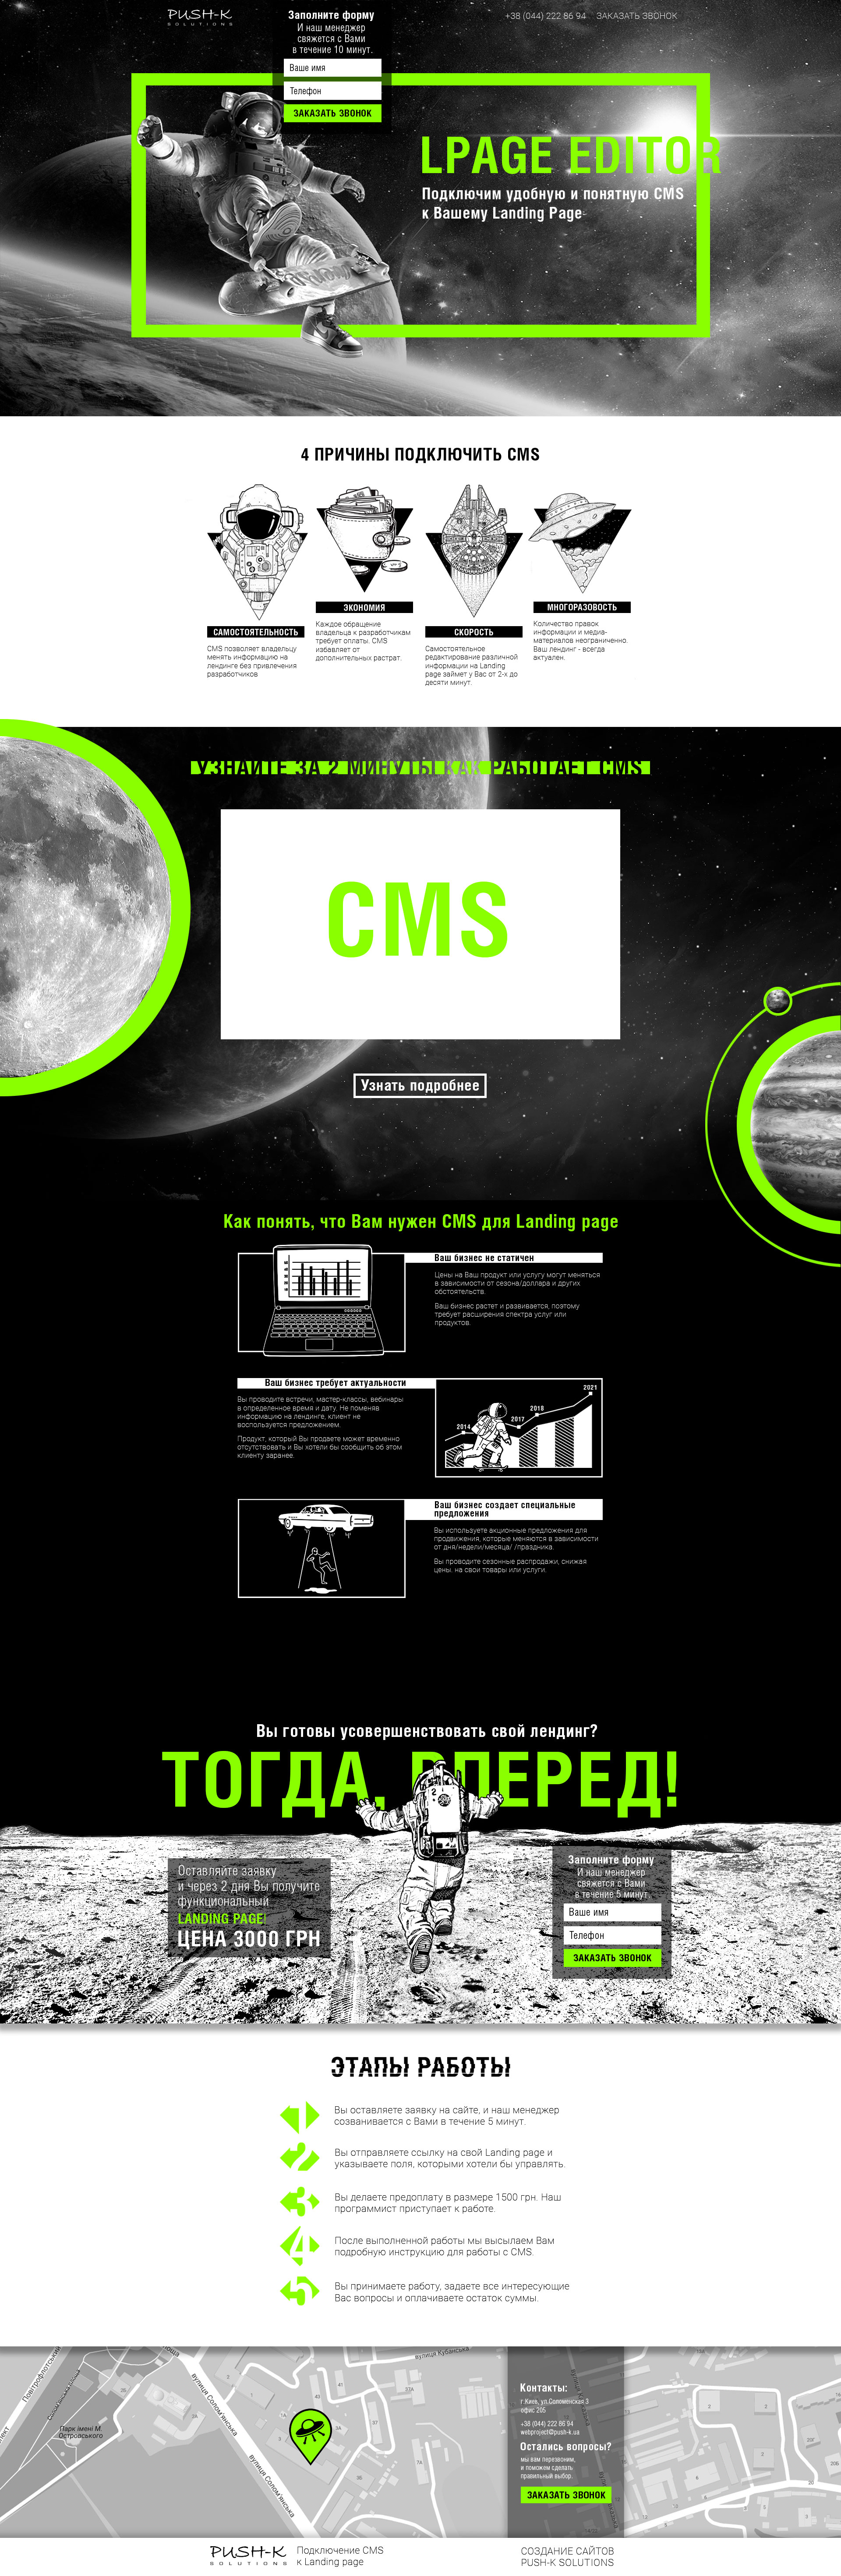 PUSH-K
SOLUTIONS
Заполните форму
И наш менеджер
свяжется с Вами
в течение 10 минут.
Ваше имя
Телефон
ЗАКАЗАТЬ ЗВОНОК
+38 (044) 222 86 94 ЗАКАЗАТЬ ЗВОНОК
LPAGE EDITOR
Подключим удобную и понятную CMS
к Вашему Landing Page
4 ПРИЧИНЫ ПОДКЛЮЧИТЬ CMS
САМОСТОЯТЕЛЬНОСТЬ
CMS позволяет владельцу
менять информацию на
лендинге без привлечения
разработчиков
ЭКОНОМИЯ
Каждое обращение
владельца к разработчикам
требует оплаты. CMS
избавляет от
дополнительных растрат.
СКОРОСТЬ
Самостоятельное
редактирование различной
информации на Landing
page займет у Вас от 2-х до
десяти минут.
МНОГОРАЗОВОСТЬ
Количество правок
информации и медиа-
материалов неограниченно.
Ваш лендинг - всегда
актуален.
УЗНАЙТЕ ЗА 2 МИНУТЫ КАК РАБОТАЕТ CMS
CMS
Узнать подробнее
Как понять, что Вам нужен CMS для Landing page
Ваш бизнес не статичен
Цены на Ваш продукт или услугу могут меняться
в зависимости от сезона/доллара и других
обстоятельств.
Ваш бизнес растет и развивается, поэтому
требует расширения спектра услуг или
продуктов.
Ваш бизнес требует актуальности
Вы проводите встречи, мастер-классы, вебинары
в определенное время и дату. Не поменяв
информацию на лендинге, клиент не
воспользуется предложением.
Продукт, который Вы продаете может временно
отсутствовать и Вы хотели бы сообщить об этом
клиенту заранее.
2014
2017
2018
2021
Ваш бизнес создает специальные
предложения
Вы используете акционные предложения для
продвижения, которые меняются в зависимости
от дня/недели/месяца/ /праздника.
Вы проводите сезонные распродажи, снижая
цены. на свои товары или услуги.
Вы готовы усовершенствовать свой лендинг?
ТОГДА, ВПЕРЕД!
Оставляйте заявку
и через 2 дня Вы получите
функциональный
LANDING PAGE!
ЦЕНА 3000 ГРН
Заполните форму
И наш менеджер
свяжется с Вами
в течение 5 минут
Ваше имя
Телефон
ЗАКАЗАТЬ ЗВОНОК
ЭТАПЫ РАБОТЫ
1
Вы оставляете заявку на сайте, и наш менеджер
созванивается с Вами в течение 5 минут.
2
Вы отправляете ссылку на свой Landing page и
указываете поля, которыми хотели бы управлять.
3
Вы делаете предоплату в размере 1500 грн. Наш
программист приступает к работе.
4
После выполненной работы мы высылаем Вам
подробную инструкцию для работы с CMS.
5
Вы принимаете работу, задаете все интересующие
Вас вопросы и оплачиваете остаток суммы.
Повітрофлотський
Парк імені М.
Островського
вулиця Солом'янська
вулиця Солом'янська
вулиця Кубанська
Контакты:
г Киев, ул.Соломенская 3
офис 205
+38 (044) 222 86 94
webproject@push-k.ua
Остались вопросы?
мы вам перезвоним,
и поможем сделать
правильный выбор.
ЗАКАЗАТЬ ЗВОНОК
PUSH-K
SOLUTIONS
Подключение CMS
к Landing page
СОЗДАНИЕ САЙТОВ
PUSH-K SOLUTIONS